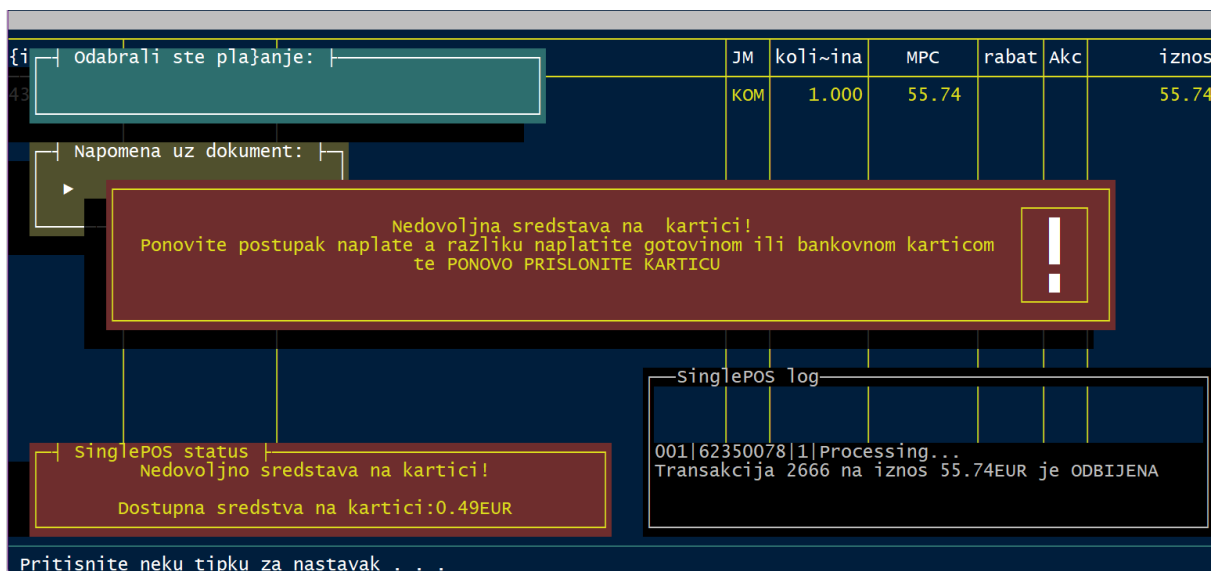 {i
Odabrali ste pla}anje:
JM koli~ina MPC rabat Akc iznos
43
KOM 1.000 55.74 55.74
Napomena uz dokument:
Nedovoljna sredstava na kartici!
Ponovite postupak naplate a razliku naplatite gotovinom ili bankovnom karticom
te PONOVO PRISLONITE KARTICU
!
SinglePOS log
001|62350078|1|Processing...
Transakcija 2666 na iznos 55.74EUR je ODBIJENA
SinglePOS status
Nedovoljno sredstava na kartici!
Dostupna sredstva na kartici:0.49EUR
Pritisnite neku tipku za nastavak . . .